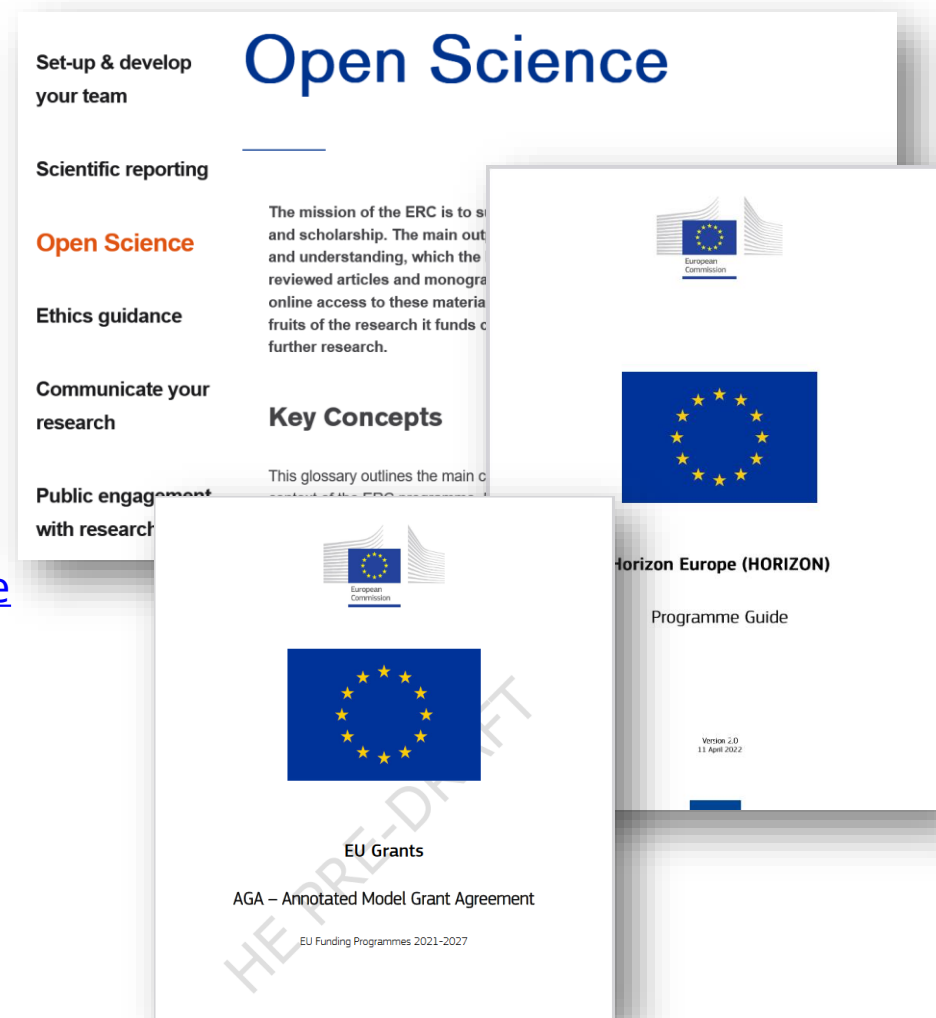 Open Science
Set-up & develop
your team
Scientific reporting
Open Science
Ethics guidance
Communicate your
research
Public engagement
with research
The mission of the ERC is to
and scholarship. The main
and understanding, which the
reviewed articles and
online access to these
fruits of the research it funds
further research.
Key Concepts
This glossary outlines the main
European
Commission
Horizon Europe (HORIZON)
Programme Guide
Version 2.0
11 April 2022
European
Commission
HE PRE-DRAFT
EU Grants
AGA – Annotated Model Grant Agreement
EU Funding Programmes 2021-2027